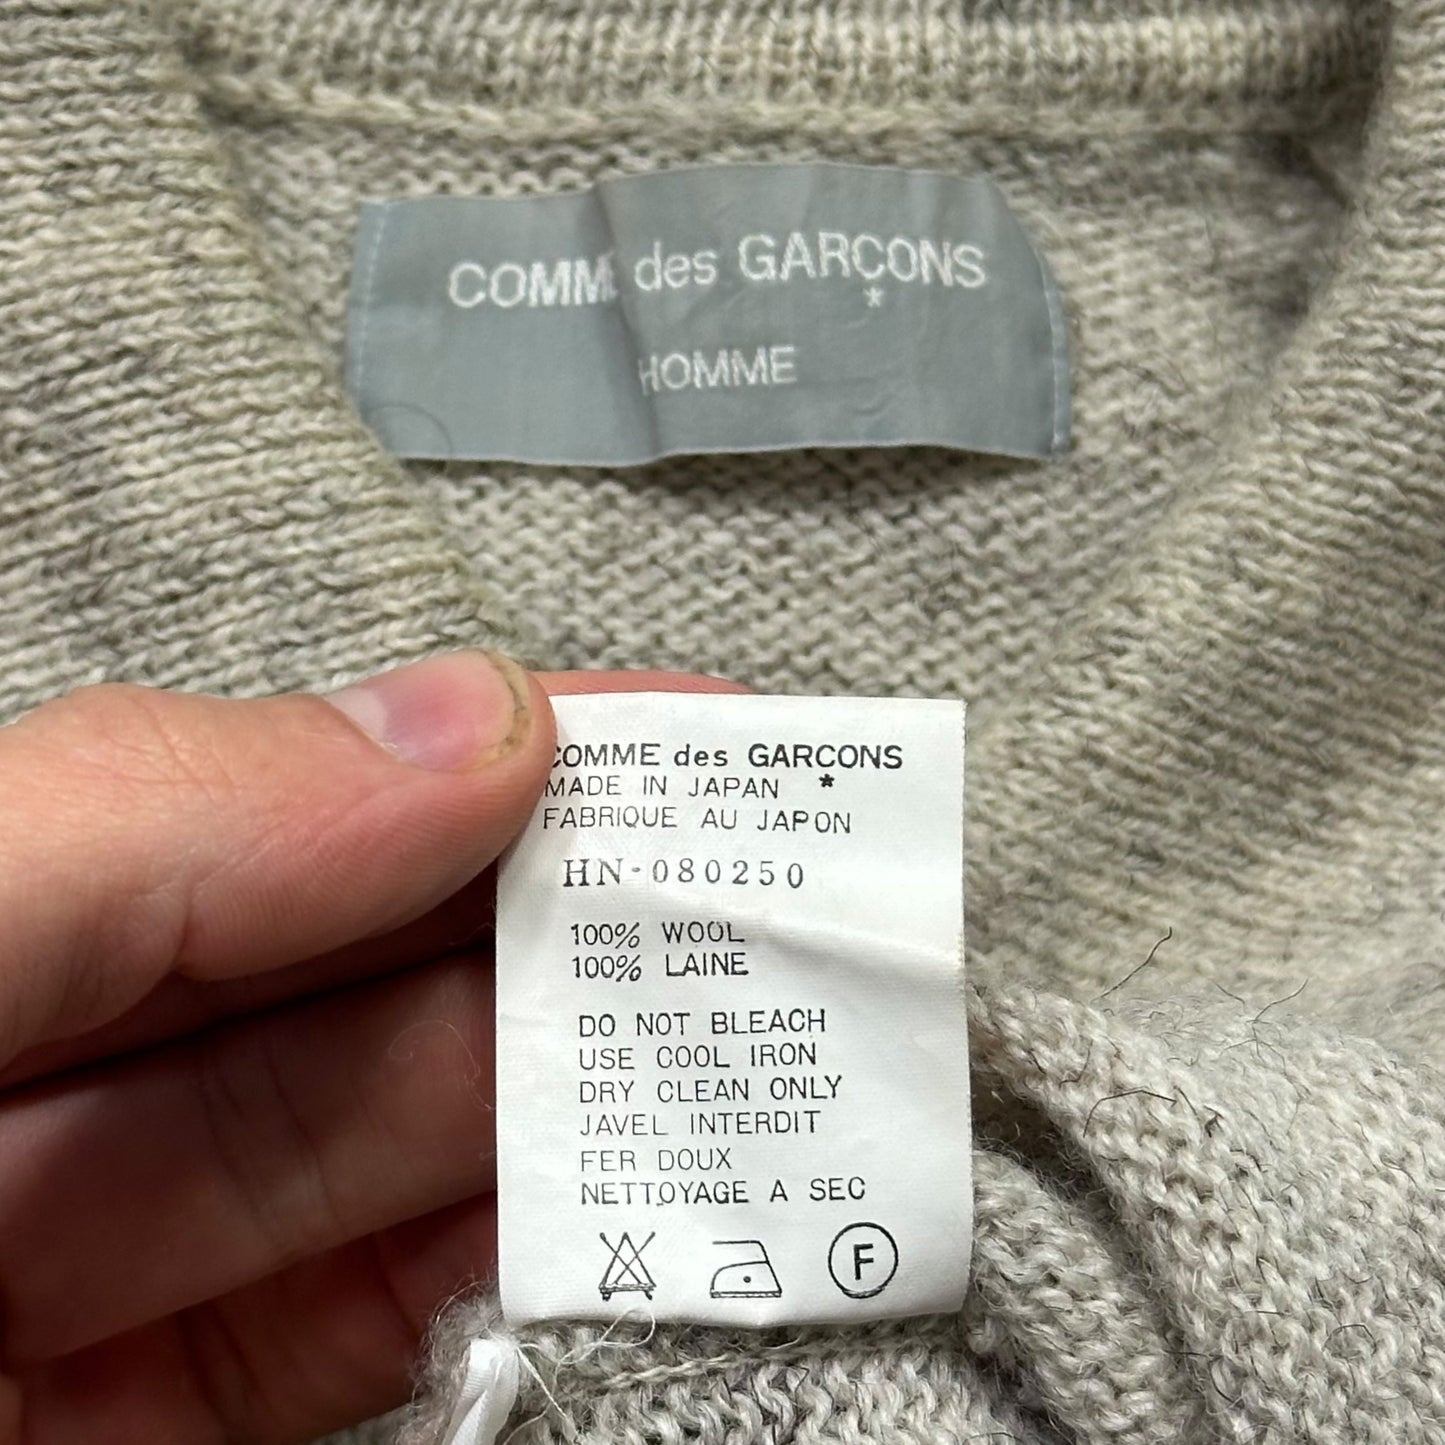 COMME des GARÇONS
*
HOMME
COMME des GARCONS
MADE IN JAPAN *
FABRIQUE AU JAPON
HN-080250
100% WOOL
100% LAINE
DO NOT BLEACH
USE COOL IRON
DRY CLEAN ONLY
JAVEL INTERDIT
FER DOUX
NETTOYAGE A SEC
F